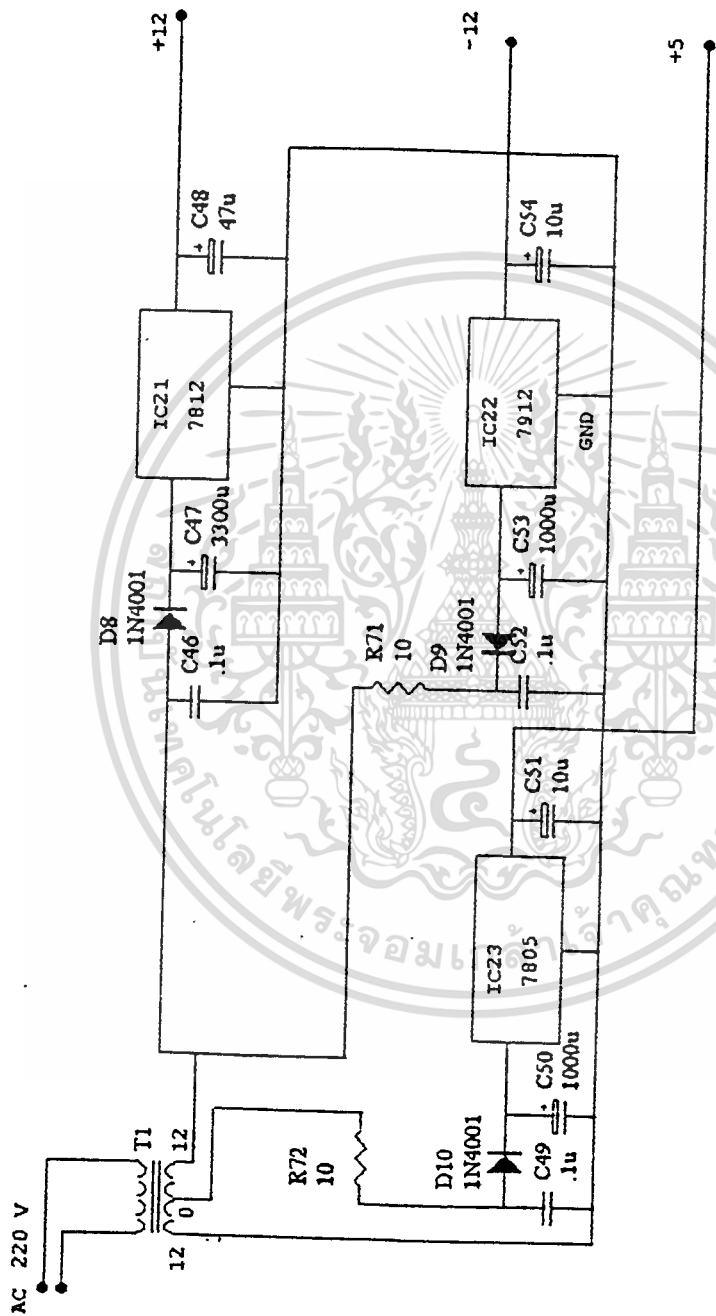 AC 220 V
T1
12
0
12
R72
10
D10
1N4001
C49
.1u
C50
1000u
IC23
7805
C51
10u
+5
D8
1N4001
C46
.1u
C47
3300u
IC21
7812
C48
47u
+12
R71
10
D9
1N4001
C52
.1u
C53
1000u
IC22
7912
GND
C54
10u
-12